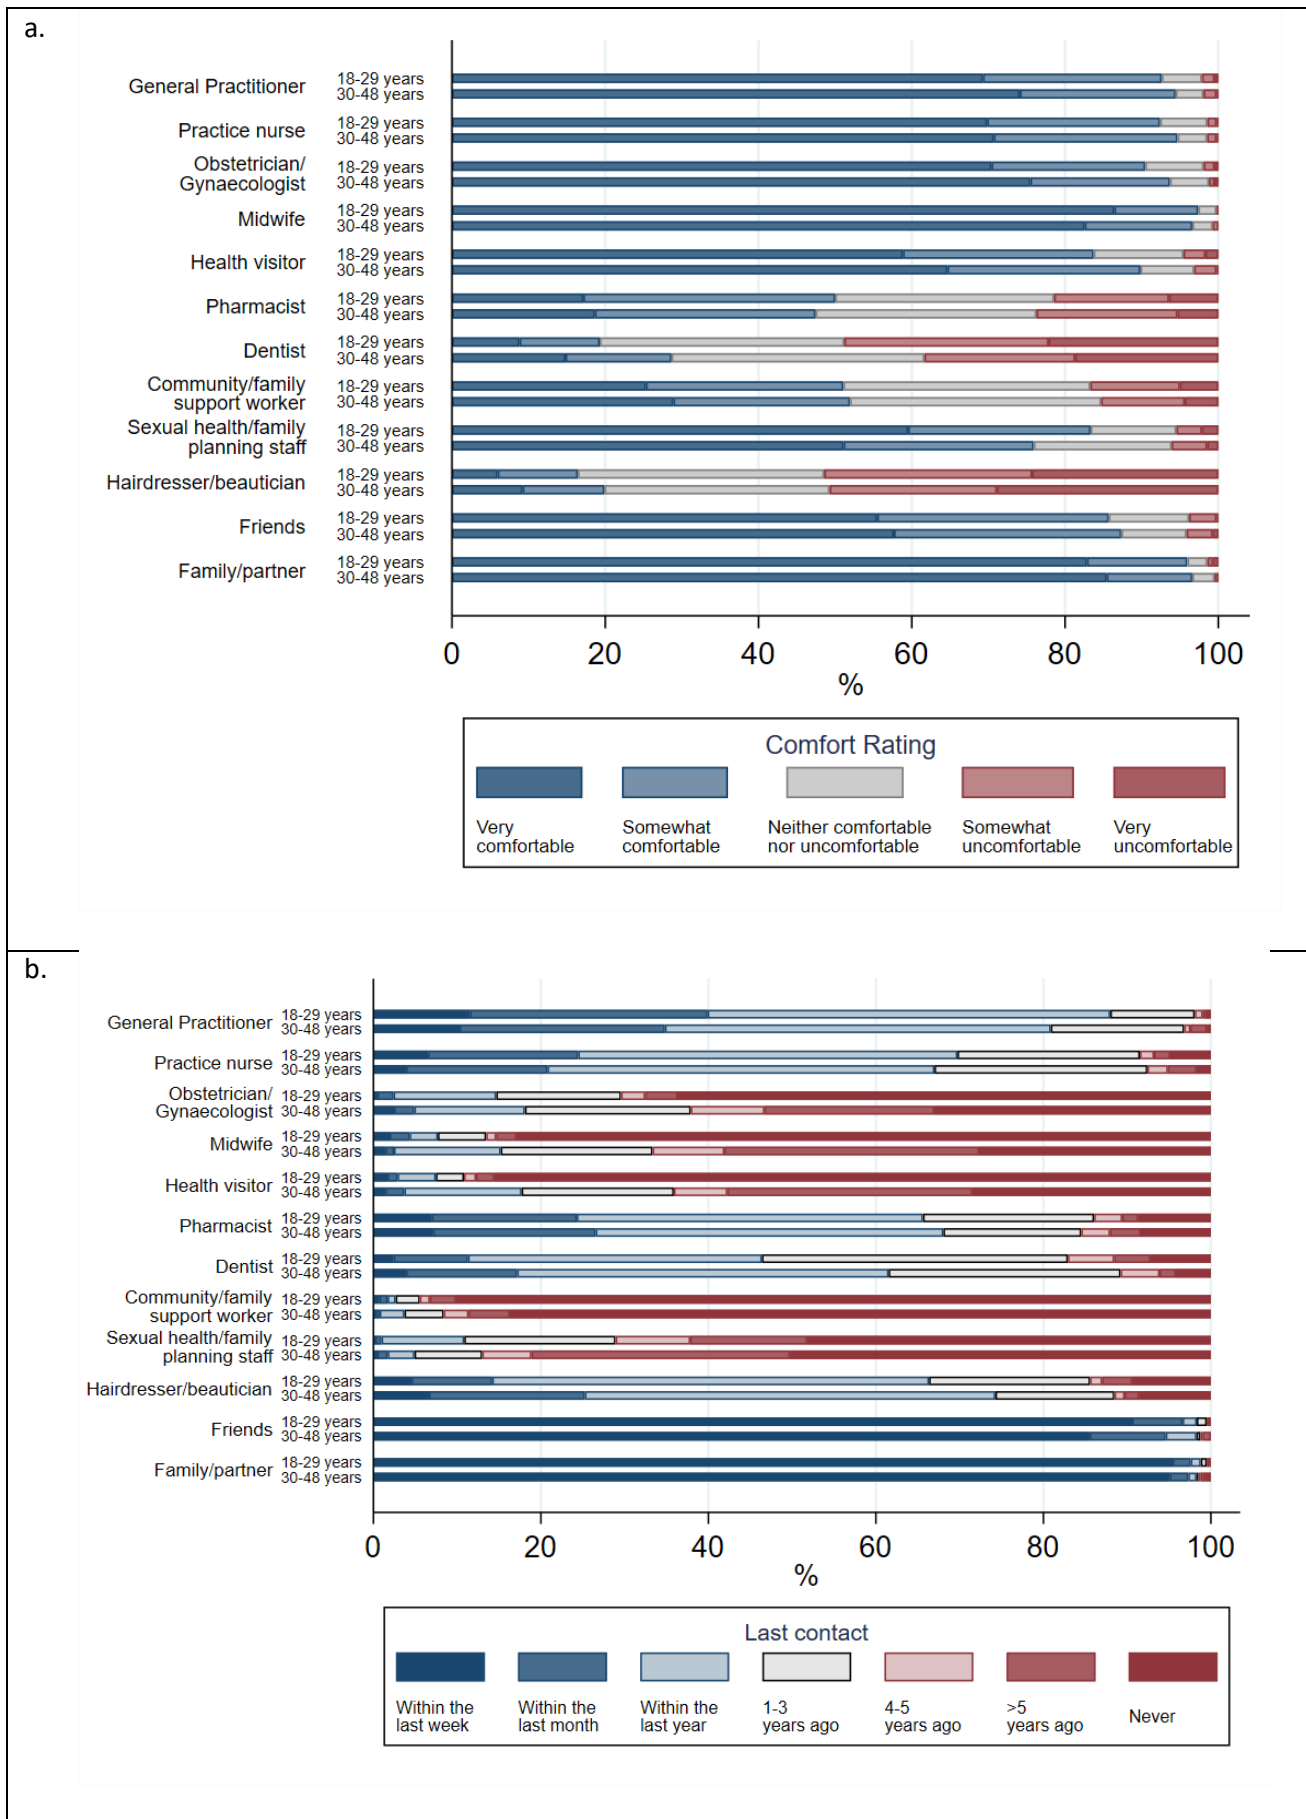 a.
General Practitioner
18-29 years
30-48 years
Practice nurse
18-29 years
30-48 years
Obstetrician/
Gynaecologist
18-29 years
30-48 years
Midwife
18-29 years
30-48 years
Health visitor
18-29 years
30-48 years
Pharmacist
18-29 years
30-48 years
Dentist
18-29 years
30-48 years
Community/family
support worker
18-29 years
30-48 years
Sexual health/family
planning staff
18-29 years
30-48 years
Hairdresser/beautician
18-29 years
30-48 years
Friends
18-29 years
30-48 years
Family/partner
18-29 years
30-48 years
0 20 40 60 80 100
%
Comfort Rating
Very
comfortable
Somewhat
comfortable
Neither comfortable
nor uncomfortable
Somewhat
uncomfortable
Very
uncomfortable
b.
General Practitioner
18-29 years
30-48 years
Practice nurse
18-29 years
30-48 years
Obstetrician/
Gynaecologist
18-29 years
30-48 years
Midwife
18-29 years
30-48 years
Health visitor
18-29 years
30-48 years
Pharmacist
18-29 years
30-48 years
Dentist
18-29 years
30-48 years
Community/family
support worker
18-29 years
30-48 years
Sexual health/family
planning staff
18-29 years
30-48 years
Hairdresser/beautician
18-29 years
30-48 years
Friends
18-29 years
30-48 years
Family/partner
18-29 years
30-48 years
0 20 40 60 80 100
%
Last contact
Within the
last week
Within the
last month
Within the
last year
1-3
years ago
4-5
years ago
>5
years ago
Never